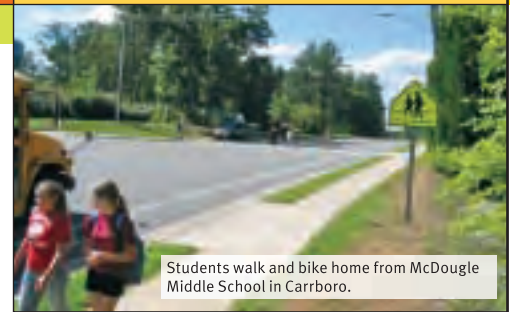 Students walk and bike home from McDougle
Middle School in Carrboro.